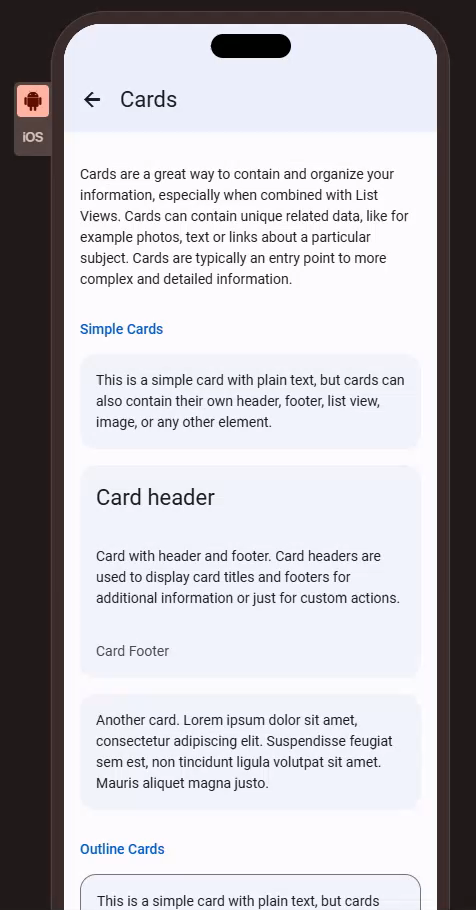 iOS
Cards
Cards are a great way to contain and organize your
information, especially when combined with List
Views. Cards can contain unique related data, like for
example photos, text or links about a particular
subject. Cards are typically an entry point to more
complex and detailed information.
Simple Cards
This is a simple card with plain text, but cards can
also contain their own header, footer, list view,
image, or any other element.
Card header
Card with header and footer. Card headers are
used to display card titles and footers for
additional information or just for custom actions.
Card Footer
Another card. Lorem ipsum dolor sit amet,
consectetur adipiscing elit. Suspendisse feugiat
sem est, non tincidunt ligula volutpat sit amet.
Mauris aliquet magna justo.
Outline Cards
This is a simple card with plain text, but cards